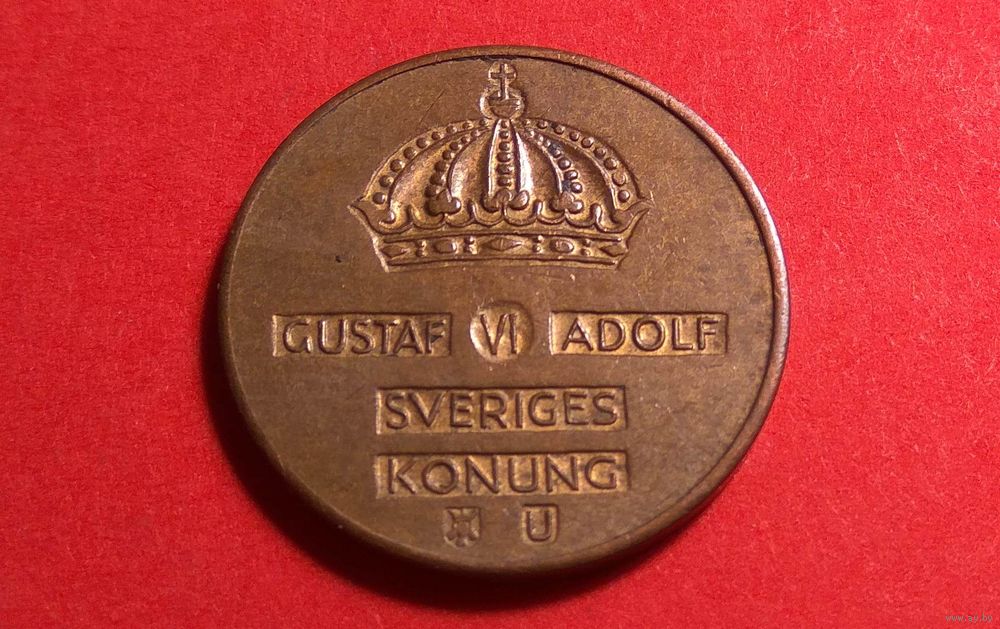 GUSTAF VI ADOLF
SVERIGES
KONUNG
U
www.ay.by